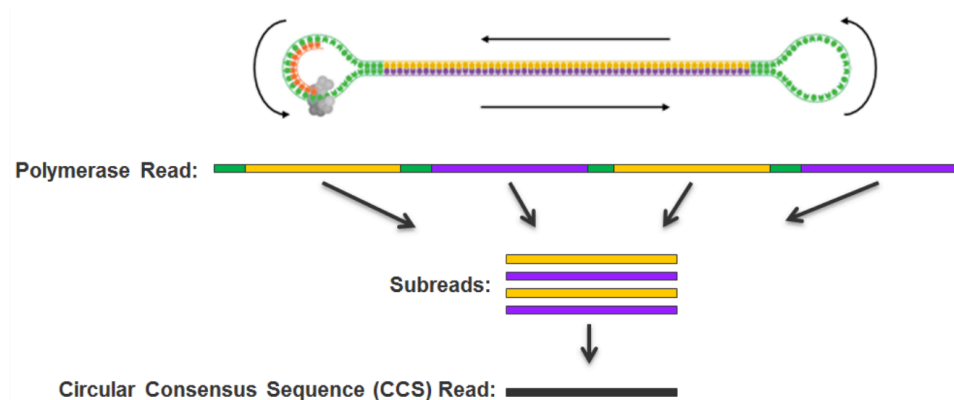 Polymerase Read:
Subreads:
Circular Consensus Sequence (CCS) Read: